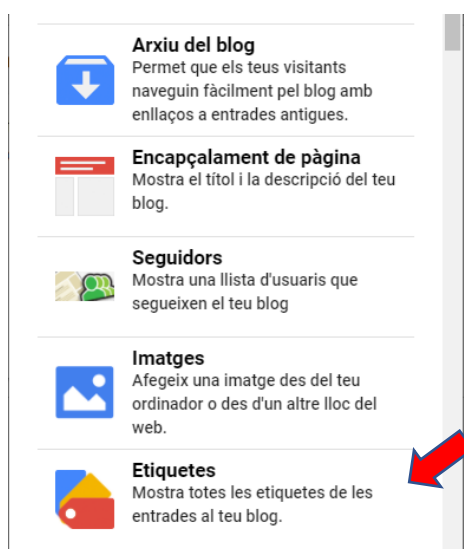 Arxiu del blog
Permet que els teus visitants
naveguin fàcilment pel blog amb
enllaços a entrades antigues.
Encapçalament de pàgina
Mostra el títol i la descripció del teu
blog.
Seguidors
Mostra una llista d'usuaris que
segueixen el teu blog
Imatges
Afegeix una imatge des del teu
ordinador o des d'un altre lloc del
web.
Etiquetes
Mostra totes les etiquetes de les
entrades al teu blog.